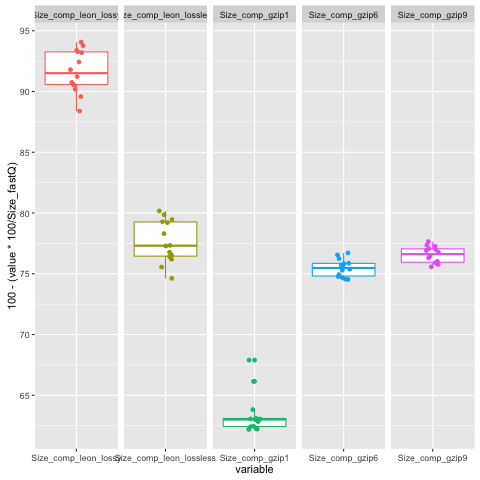 Size_comp_leon_lossy Size_comp_leon_lossless Size_comp_gzip1 Size_comp_gzip6 Size_comp_gzip9
95
90
85
80
75
70
65
100 - (value * 100/Size_fastQ)
Size_comp_leon_lossy Size_comp_leon_lossless Size_comp_gzip1 Size_comp_gzip6 Size_comp_gzip9
variable